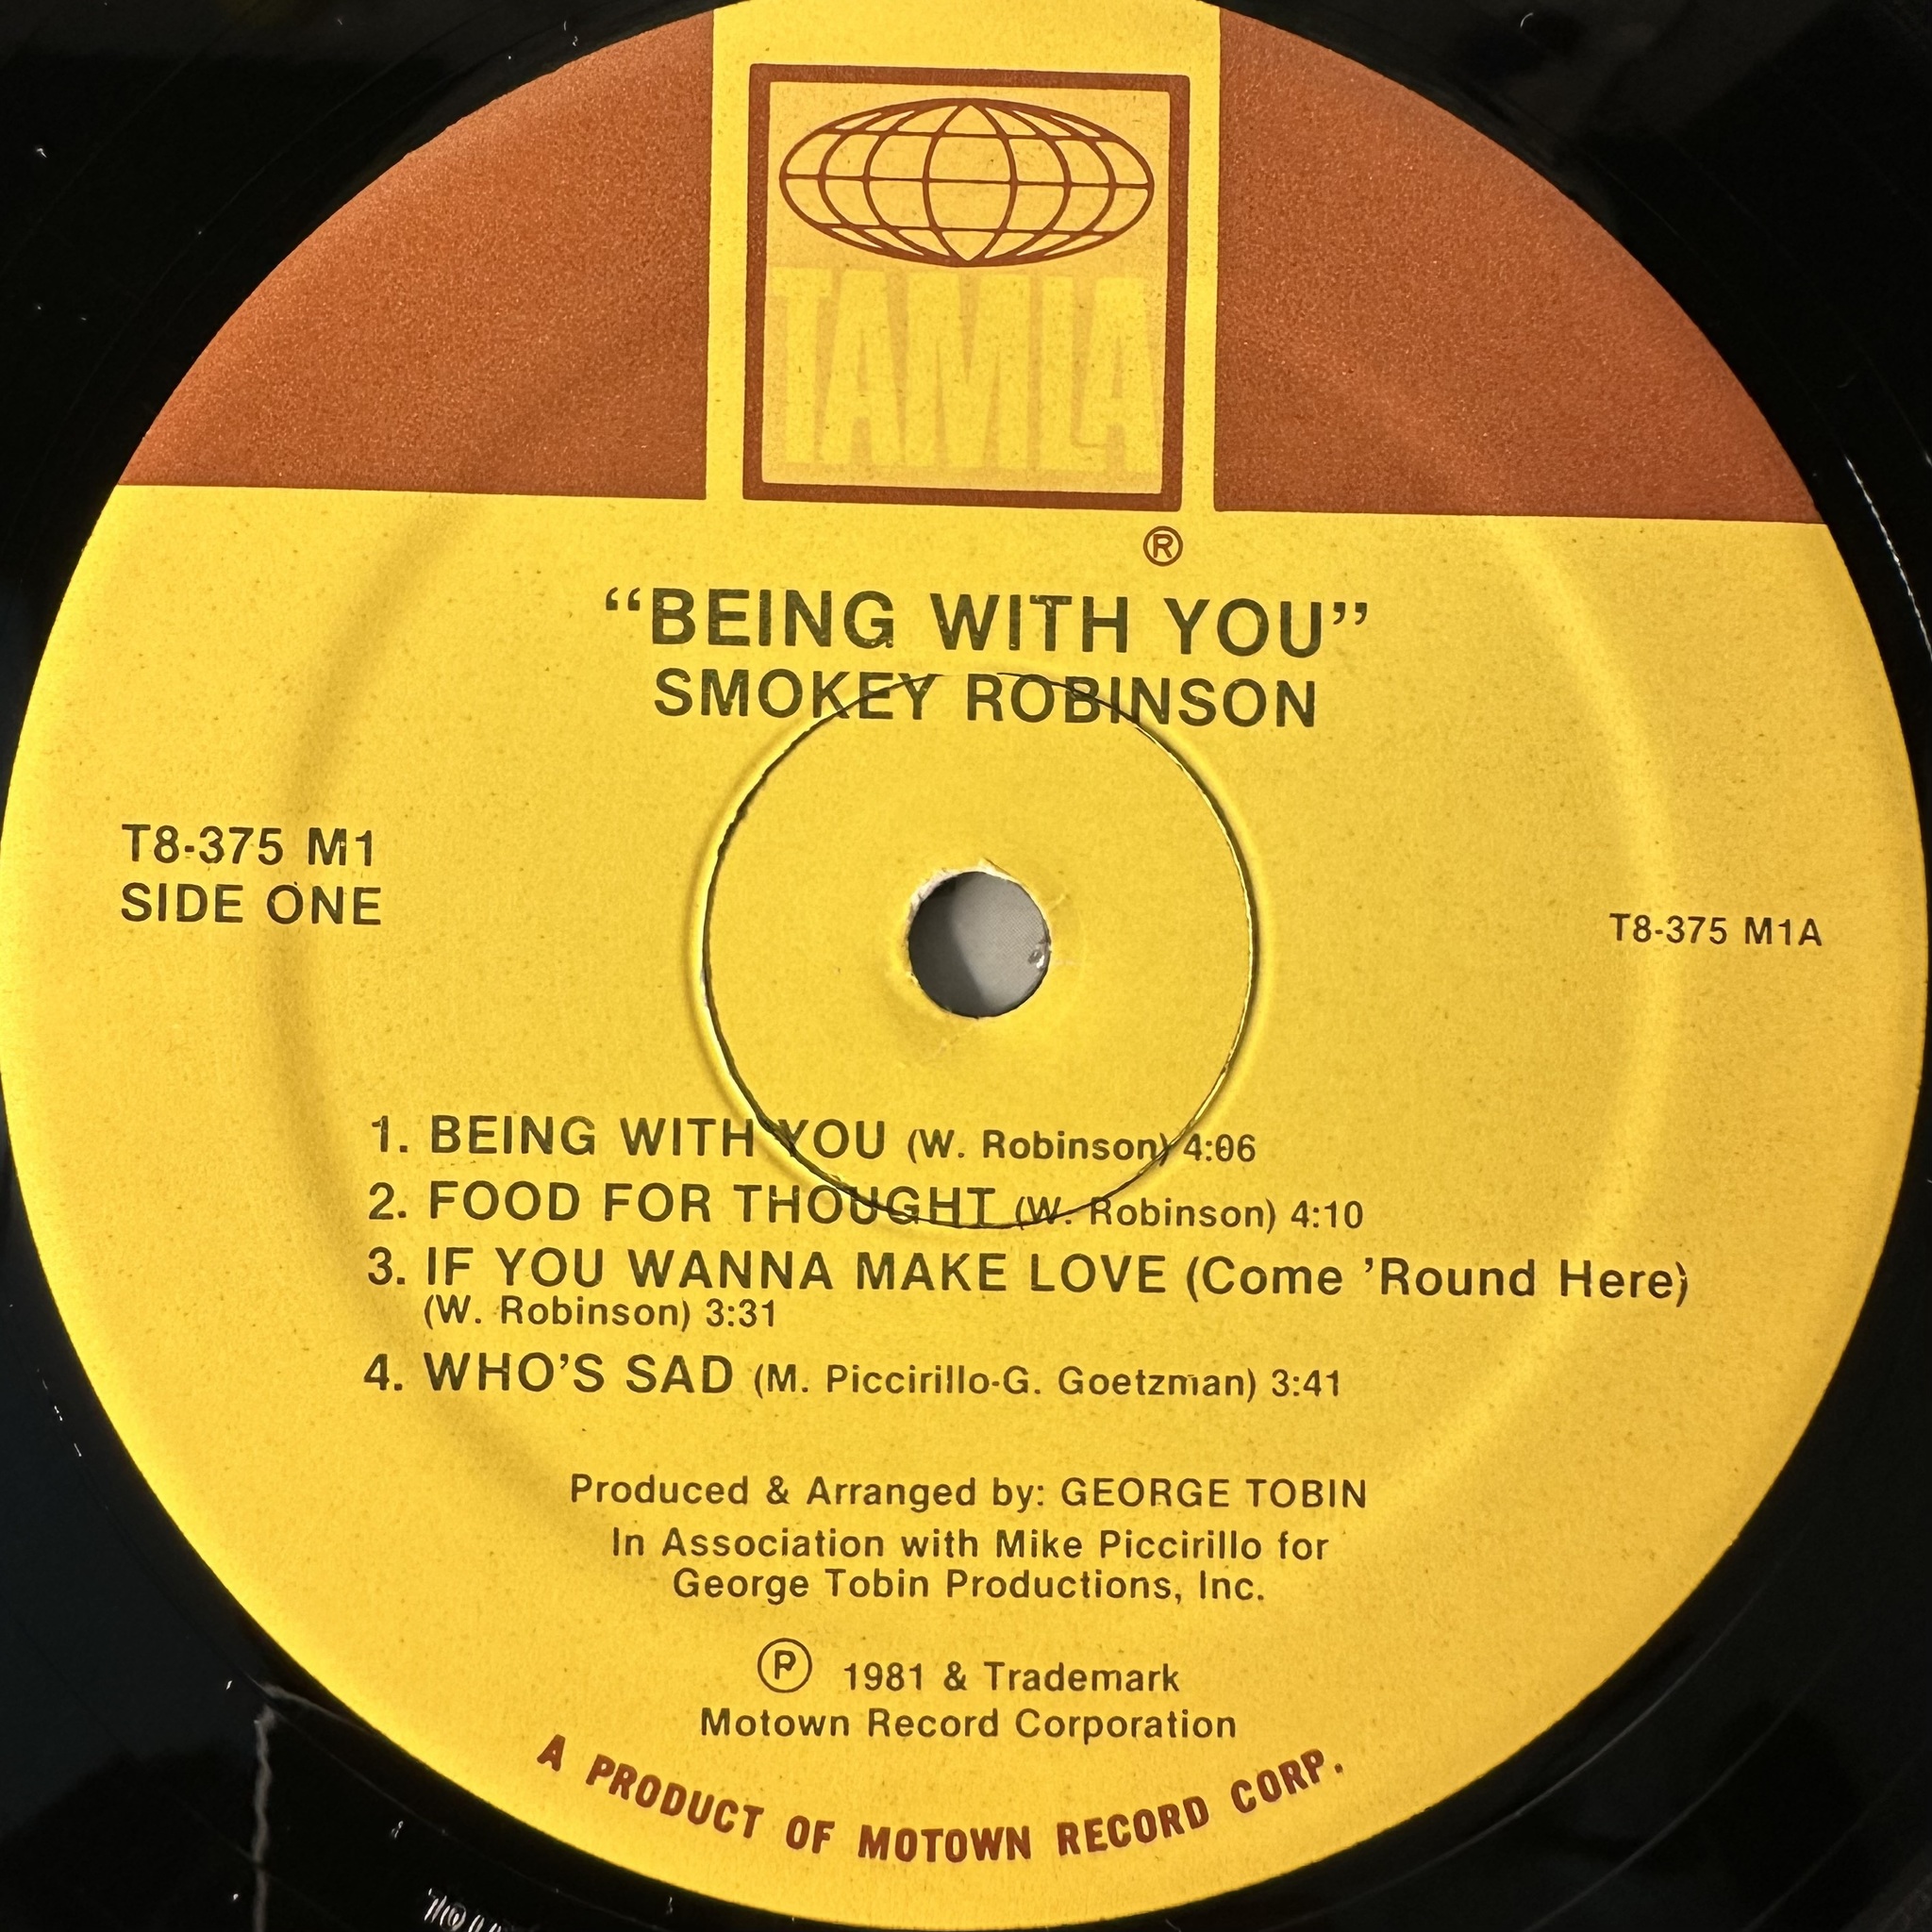 TAMLA
®
“BEING WITH YOU”
SMOKEY ROBINSON
T8-375 M1
SIDE ONE
T8-375 M1A
1. BEING WITH YOU (W. Robinson) 4:06
2. FOOD FOR THOUGHT (W. Robinson) 4:10
3. IF YOU WANNA MAKE LOVE (Come ’Round Here)
(W. Robinson) 3:31
4. WHO’S SAD (M. Piccirillo-G. Goetzman) 3:41
Produced & Arranged by: GEORGE TOBIN
In Association with Mike Piccirillo for
George Tobin Productions, Inc.
Ⓟ 1981 & Trademark
Motown Record Corporation
A PRODUCT OF MOTOWN RECORD CORP.